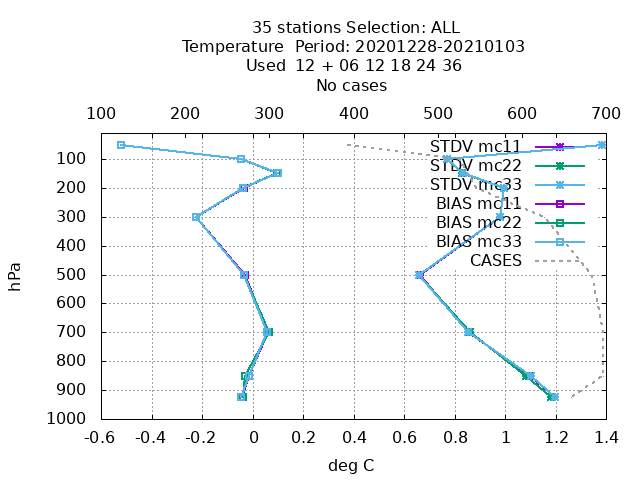 35 stations Selection: ALL
Temperature Period: 20201228-20210103
Used 12 + 06 12 18 24 36
No cases
100 200 300 400 500 600 700
STDV mc11
STDV mc22
STDV mc33
BIAS mc11
BIAS mc22
BIAS mc33
CASES
100
200
300
400
500
600
700
800
900
1000
hPa
-0.6 -0.4 -0.2 0 0.2 0.4 0.6 0.8 1 1.2 1.4
deg C